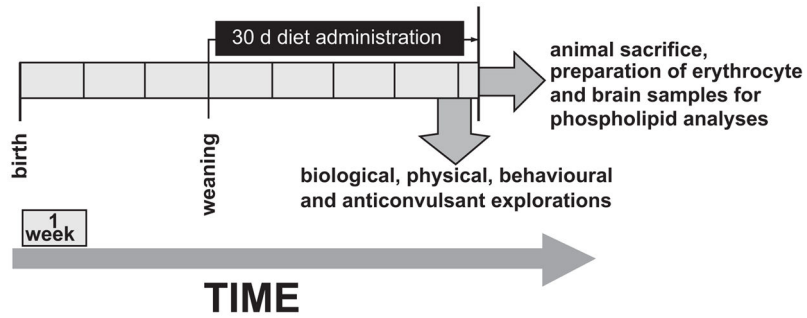 30 d diet administration
animal sacrifice,
preparation of erythrocyte
and brain samples for
phospholipid analyses
birth
weaning
biological, physical, behavioural
and anticonvulsant explorations
1
week
TIME